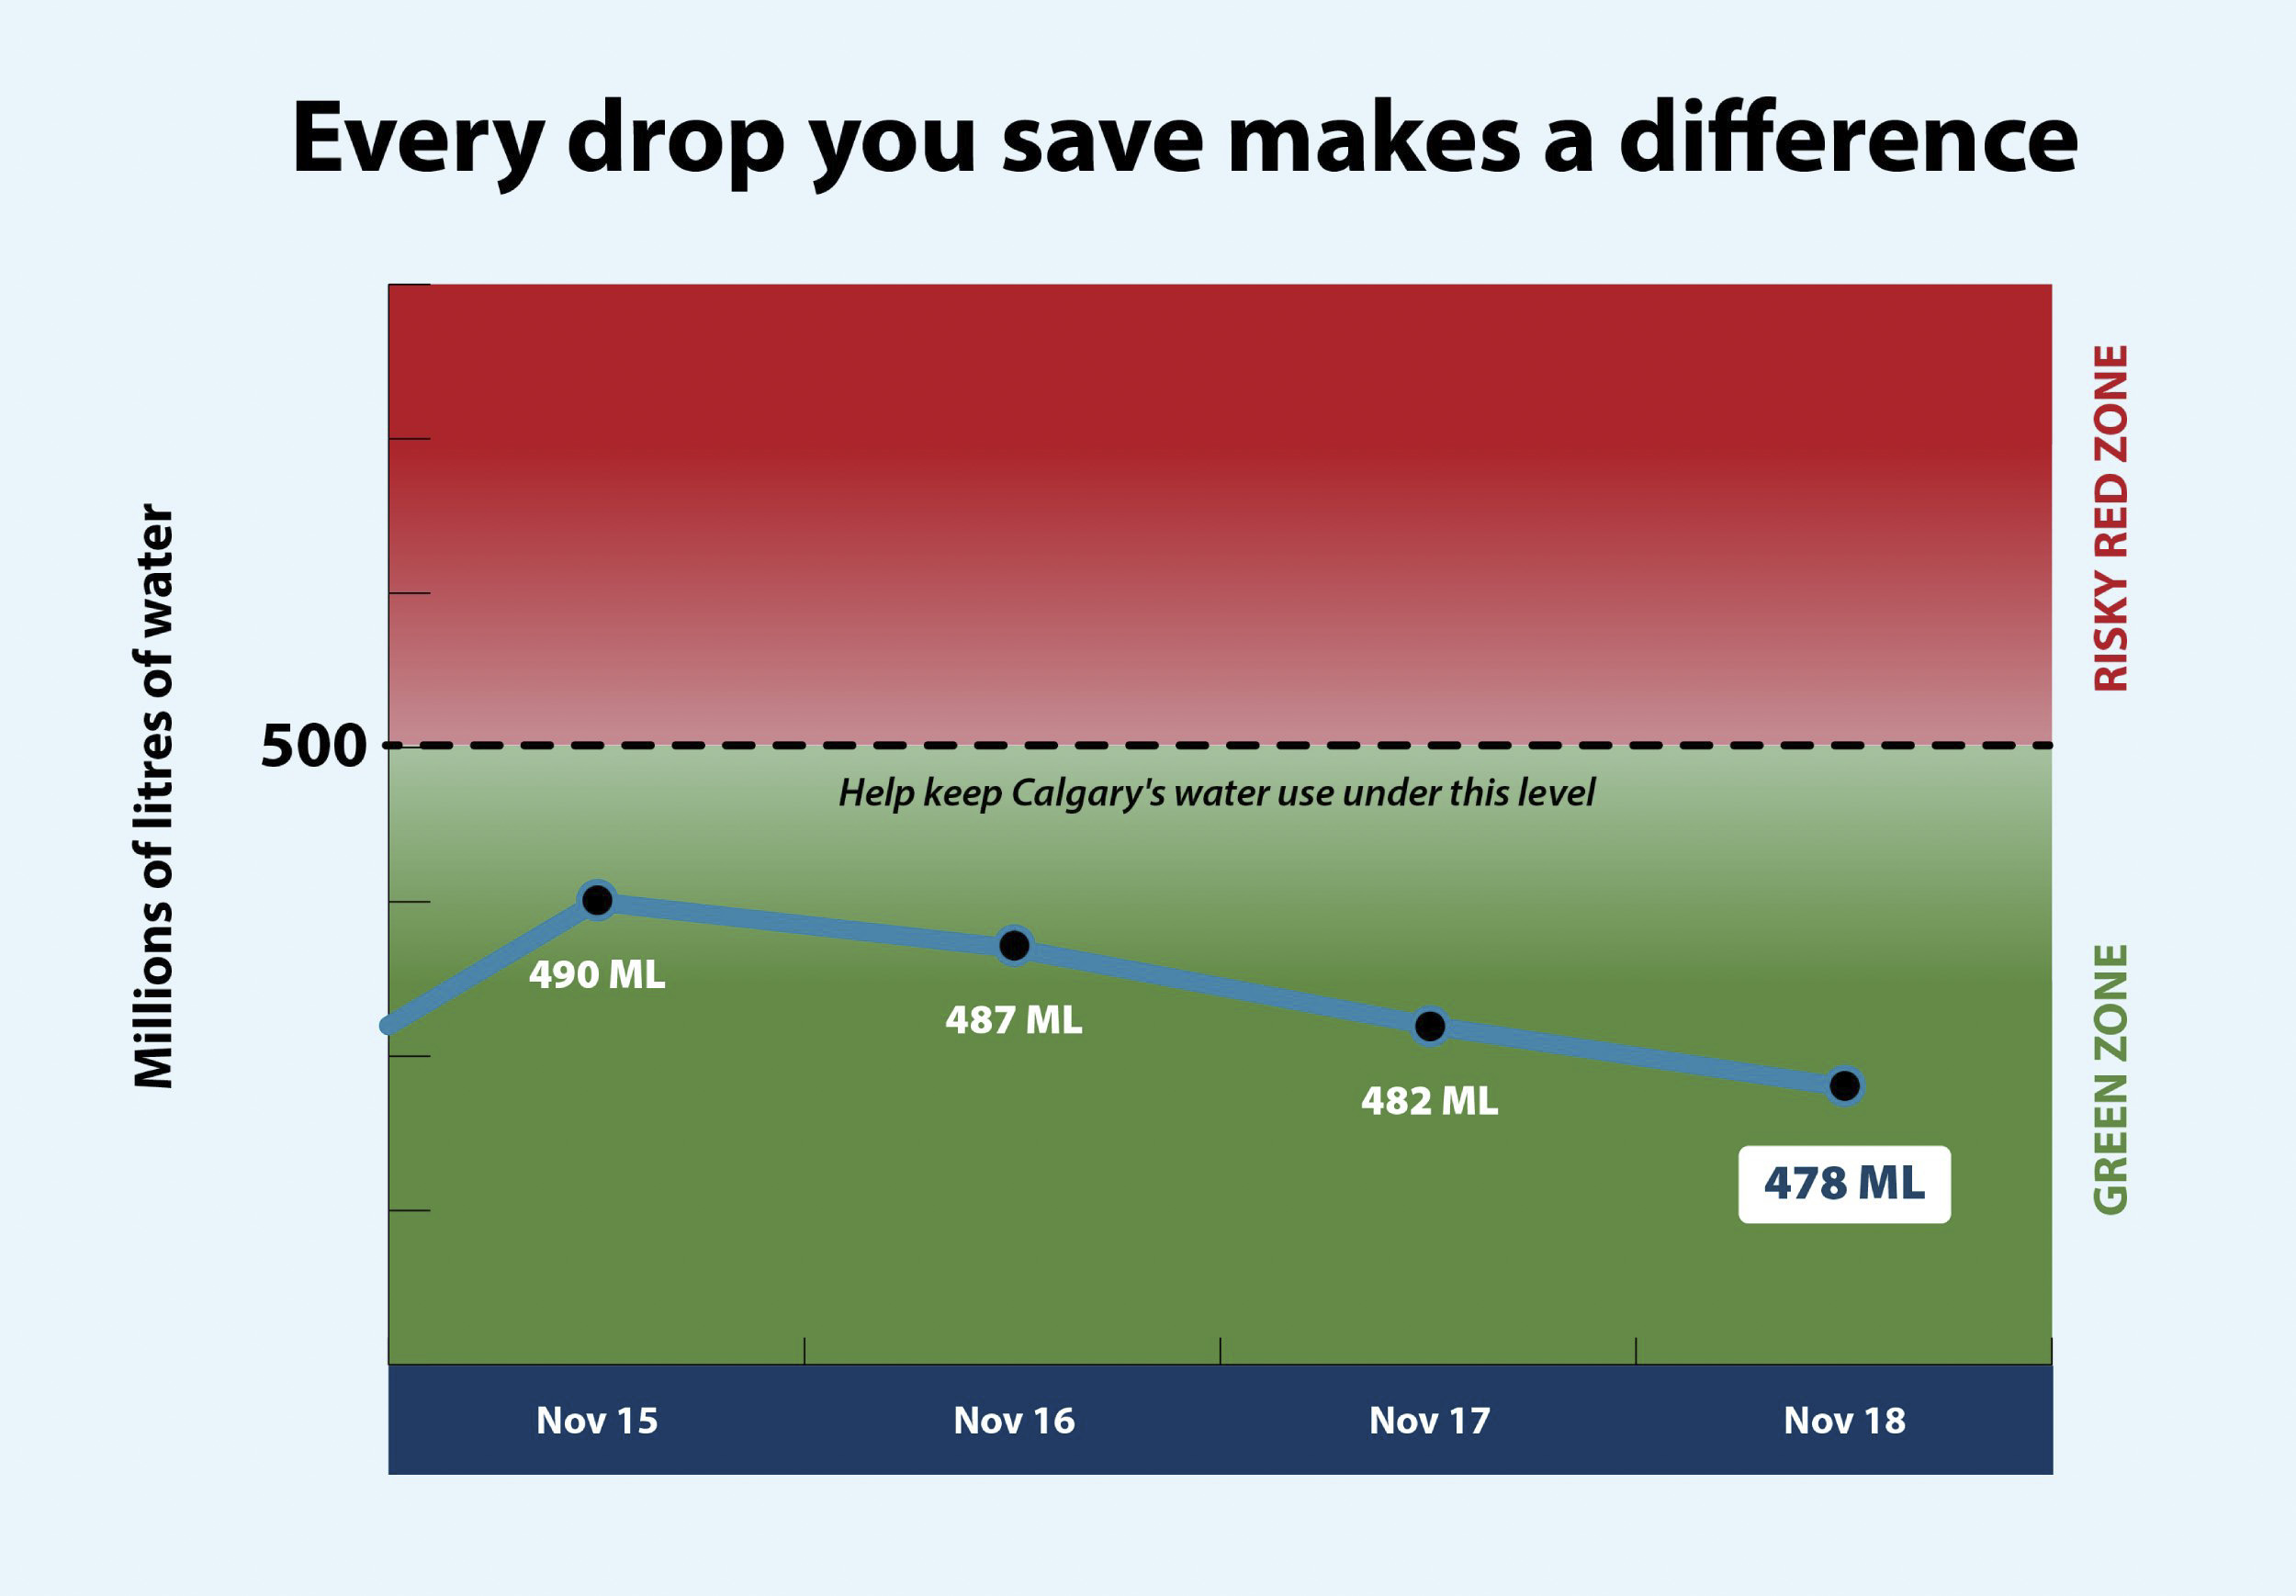 Every drop you save makes a difference
Millions of litres of water
500
Help keep Calgary's water use under this level
RISKY RED ZONE
GREEN ZONE
490 ML
487 ML
482 ML
478 ML
Nov 15
Nov 16
Nov 17
Nov 18